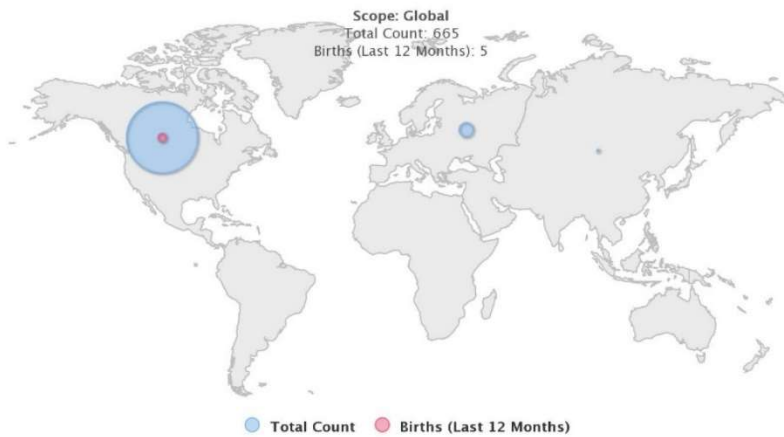 Scope: Global
Total Count: 665
Births (Last 12 Months): 5
Total Count
Births (Last 12 Months)